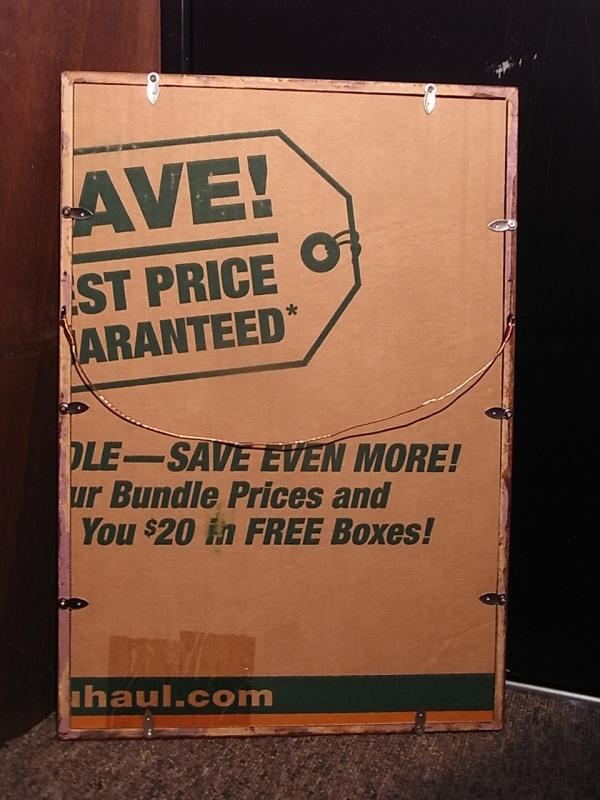 AVE!
EST PRICE
ARANTEED*
DLE—SAVE EVEN MORE!
ur Bundle Prices and
You $20 in FREE Boxes!
uhaul.com